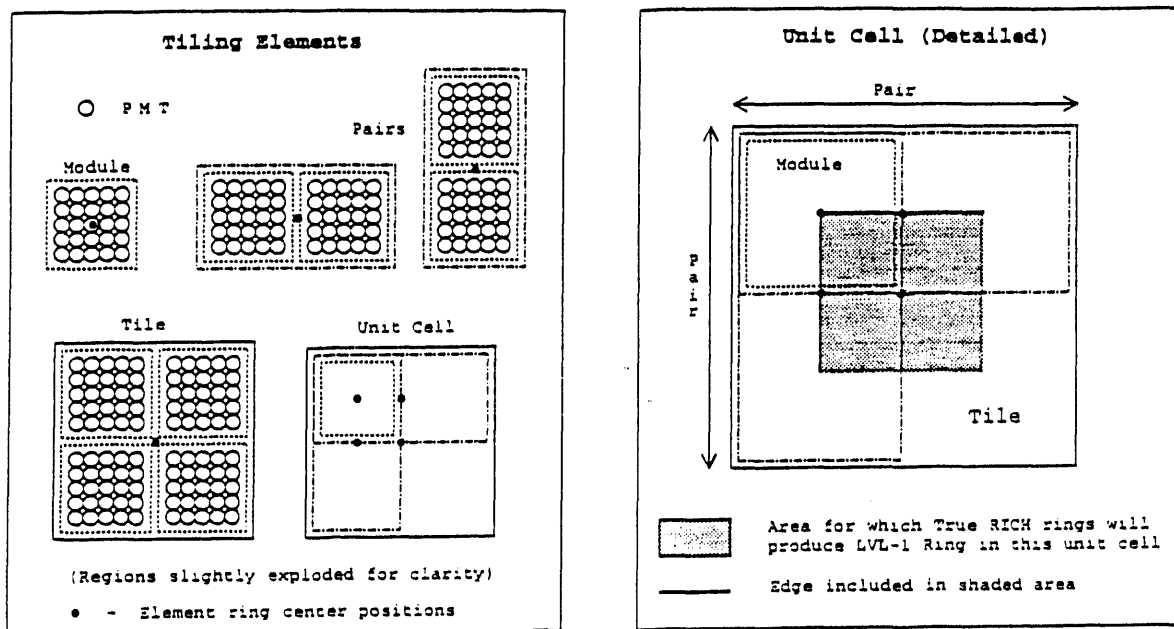 Tiling Elements
P M T
Pairs
Module
Tile
Unit Cell
(Regions slightly exploded for clarity)
● - Element ring center positions
Unit Cell (Detailed)
Pair
Module
Pair
Tile
Area for which True RICH rings will
produce LVL-1 Ring in this unit cell
Edge included in shaded area